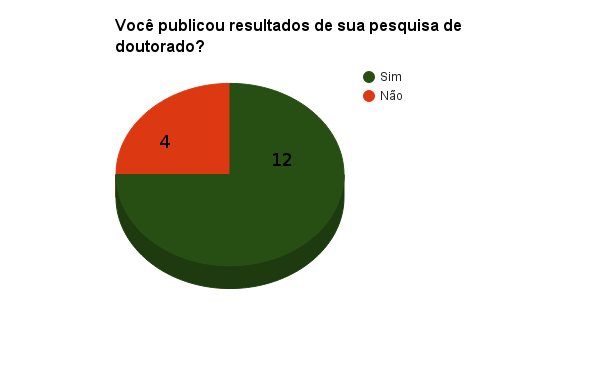 Você publicou resultados de sua pesquisa de
doutorado?
Sim
Não
4
12